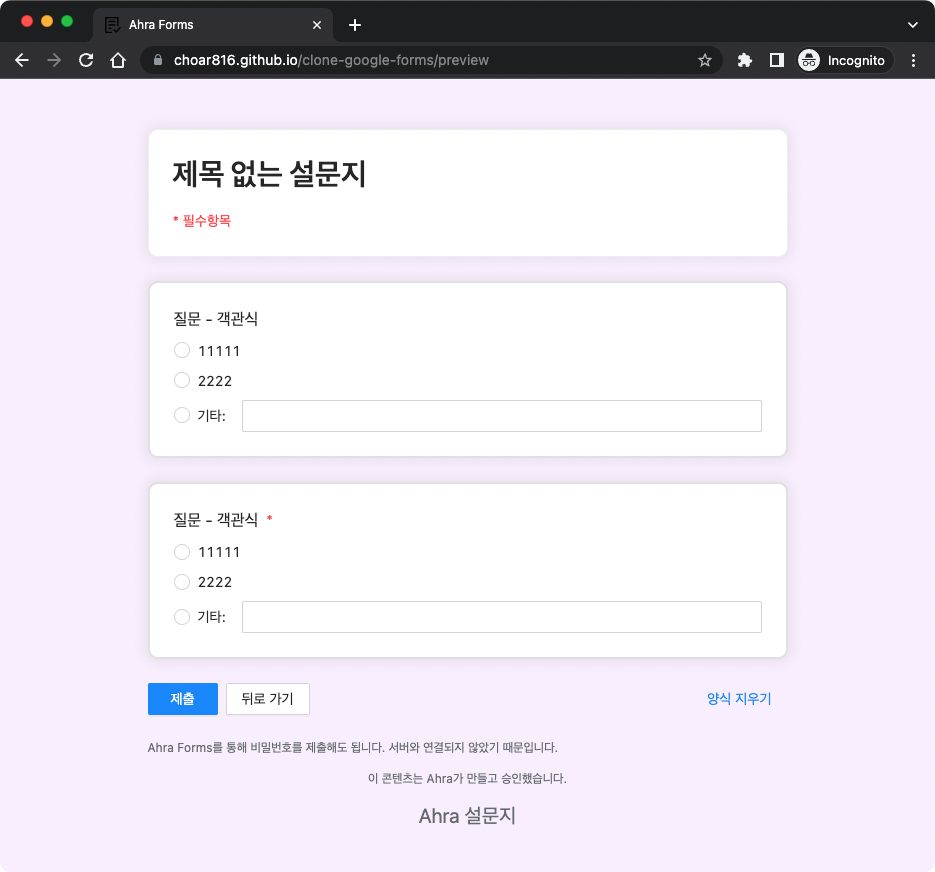 Ahra Forms
choar816.github.io/clone-google-forms/preview
Incognito
제목 없는 설문지
* 필수항목
질문 - 객관식
11111
2222
기타:
질문 - 객관식 *
11111
2222
기타:
제출 뒤로 가기 양식 지우기
Ahra Forms를 통해 비밀번호를 제출해도 됩니다. 서버와 연결되지 않았기 때문입니다.
이 콘텐츠는 Ahra가 만들고 승인했습니다.
Ahra 설문지